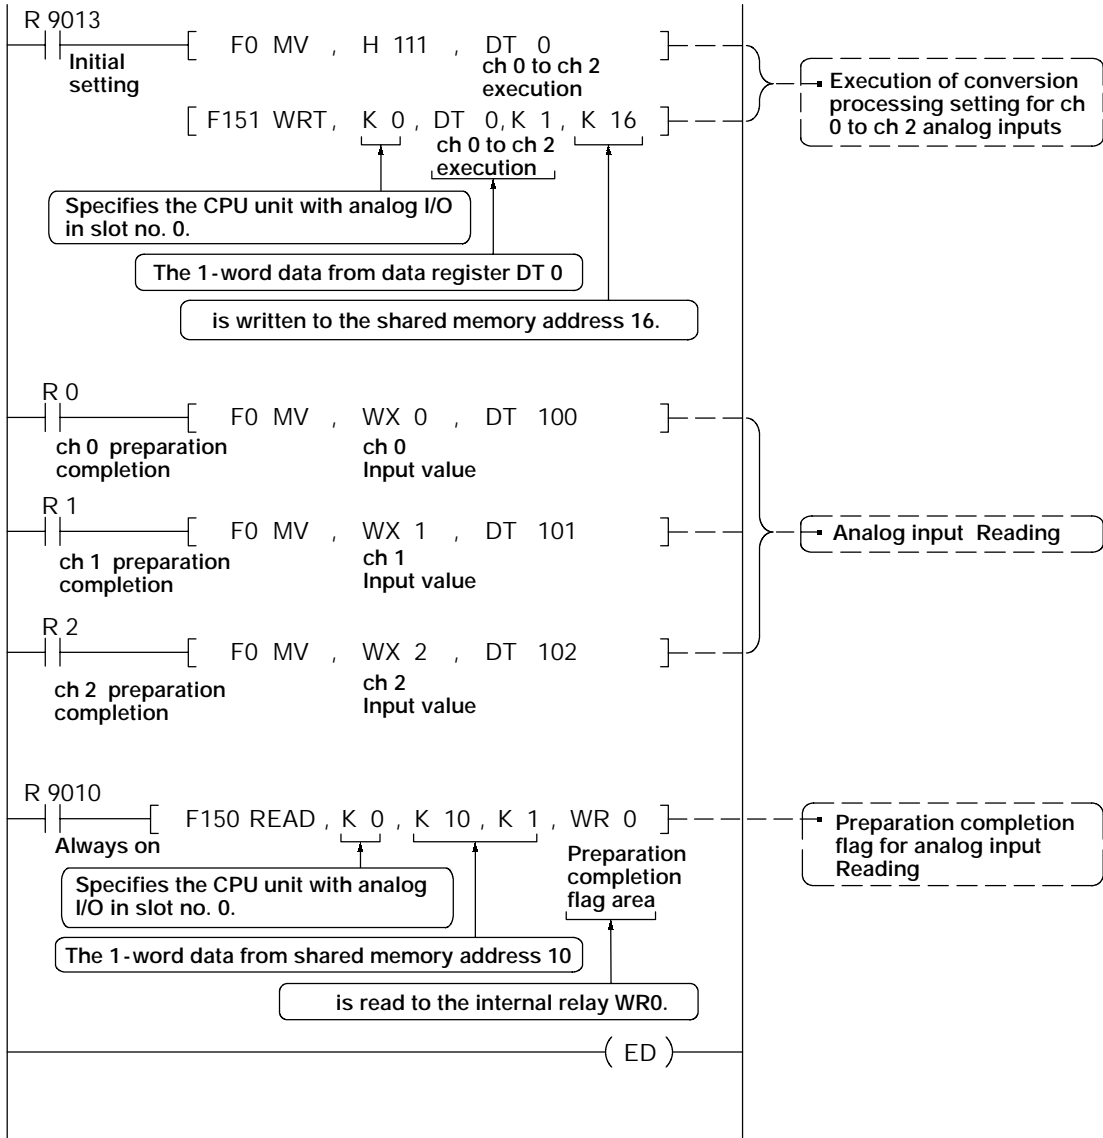 R 9013
[ F0 MV , H 111 , DT 0 ]
Initial
setting
ch 0 to ch 2
execution
Execution of conversion
processing setting for ch
0 to ch 2 analog inputs
[ F151 WRT, K 0, DT 0, K 1, K 16 ]
ch 0 to ch 2
execution
Specifies the CPU unit with analog I/O
in slot no. 0.
The 1-word data from data register DT 0
is written to the shared memory address 16.
R 0
[ F0 MV , WX 0 , DT 100 ]
ch 0 preparation
completion
ch 0
Input value
R 1
[ F0 MV , WX 1 , DT 101 ]
Analog input Reading
ch 1 preparation
completion
ch 1
Input value
R 2
[ F0 MV , WX 2 , DT 102 ]
ch 2 preparation
completion
ch 2
Input value
R 9010
[ F150 READ, K 0, K 10, K 1, WR 0 ]
Always on
Preparation
completion
flag area
Preparation completion
flag for analog input
Reading
Specifies the CPU unit with analog
I/O in slot no. 0.
The 1-word data from shared memory address 10
is read to the internal relay WR0.
( ED )